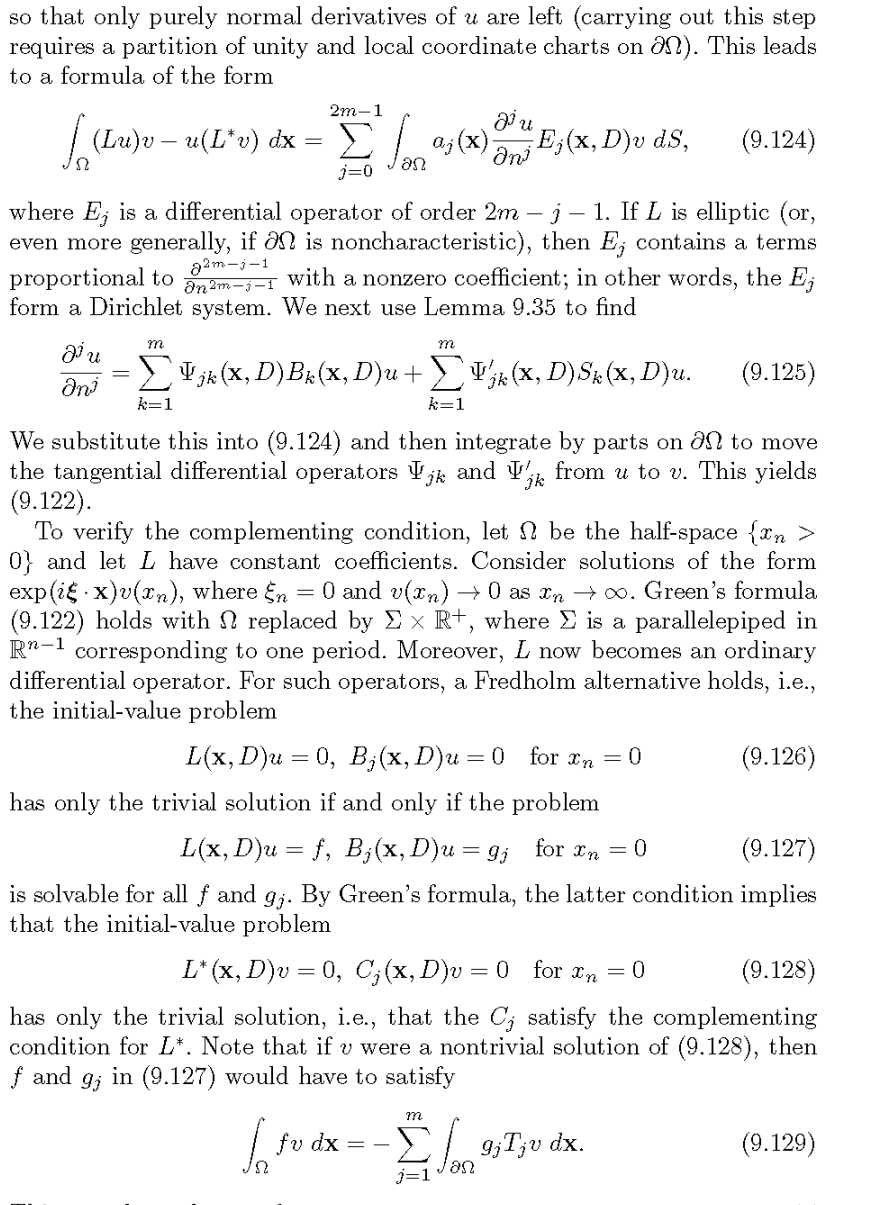 so that only purely normal derivatives of u are left (carrying out this step
requires a partition of unity and local coordinate charts on ∂Ω). This leads
to a formula of the form
∫_Ω (Lu)v − u(L*v) dx = ∑_{j=0}^{2m−1} ∫_{∂Ω} a_j(x) ∂^j u/∂n^j E_j(x, D)v dS, (9.124)
where E_j is a differential operator of order 2m − j − 1. If L is elliptic (or,
even more generally, if ∂Ω is noncharacteristic), then E_j contains a terms
proportional to ∂^{2m−j−1}/∂n^{2m−j−1} with a nonzero coefficient; in other words, the E_j
form a Dirichlet system. We next use Lemma 9.35 to find
∂^j u/∂n^j = ∑_{k=1}^{m} Ψ_{jk}(x, D)B_k(x, D)u + ∑_{k=1}^{m} Ψ′_{jk}(x, D)S_k(x, D)u. (9.125)
We substitute this into (9.124) and then integrate by parts on ∂Ω to move
the tangential differential operators Ψ_{jk} and Ψ′_{jk} from u to v. This yields
(9.122).
To verify the complementing condition, let Ω be the half-space {x_n >
0} and let L have constant coefficients. Consider solutions of the form
exp(iξ · x)v(x_n), where ξ_n = 0 and v(x_n) → 0 as x_n → ∞. Green's formula
(9.122) holds with Ω replaced by Σ × ℝ⁺, where Σ is a parallelepiped in
ℝ^{n−1} corresponding to one period. Moreover, L now becomes an ordinary
differential operator. For such operators, a Fredholm alternative holds, i.e.,
the initial-value problem
L(x, D)u = 0, B_j(x, D)u = 0 for x_n = 0 (9.126)
has only the trivial solution if and only if the problem
L(x, D)u = f, B_j(x, D)u = g_j for x_n = 0 (9.127)
is solvable for all f and g_j. By Green's formula, the latter condition implies
that the initial-value problem
L*(x, D)v = 0, C_j(x, D)v = 0 for x_n = 0 (9.128)
has only the trivial solution, i.e., that the C_j satisfy the complementing
condition for L*. Note that if v were a nontrivial solution of (9.128), then
f and g_j in (9.127) would have to satisfy
∫_Ω fv dx = − ∑_{j=1}^{m} ∫_{∂Ω} g_j T_j v dx. (9.129)